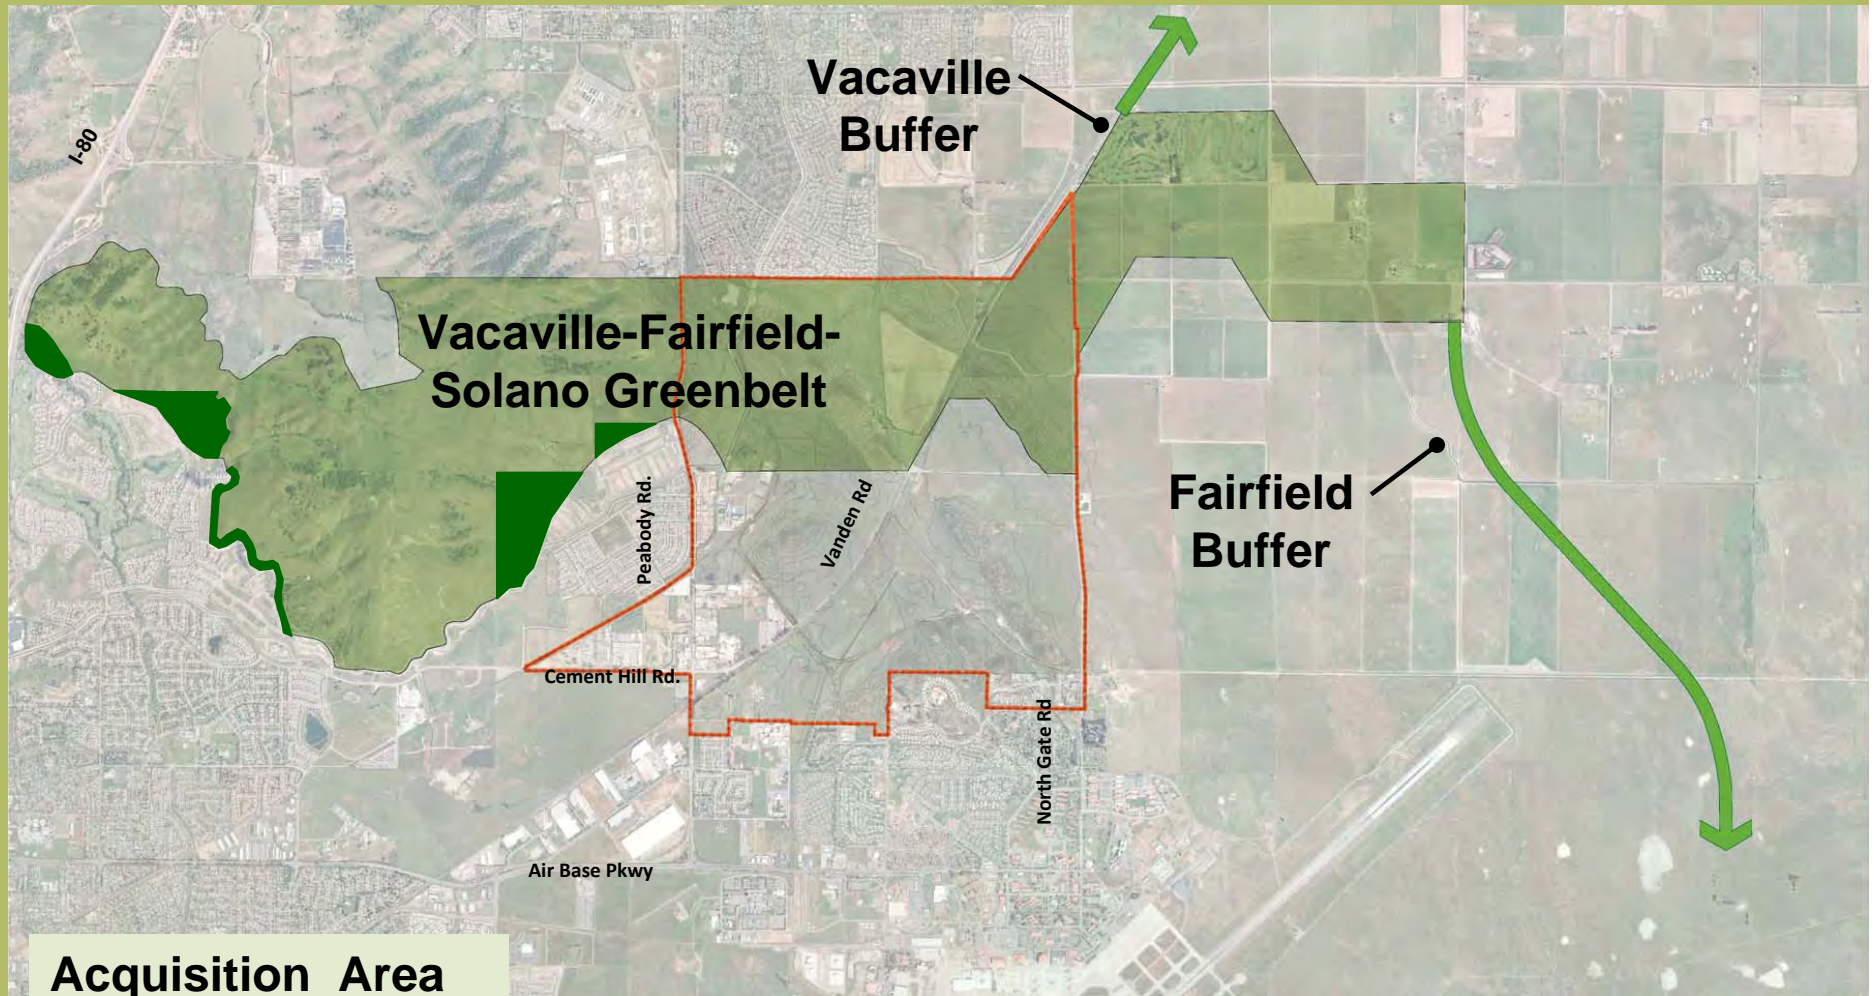 Vacaville
Buffer
I-80
Vacaville-Fairfield-
Solano Greenbelt
Fairfield
Buffer
Peabody Rd.
Vanden Rd
Cement Hill Rd.
North Gate Rd
Air Base Pkwy
Acquisition Area